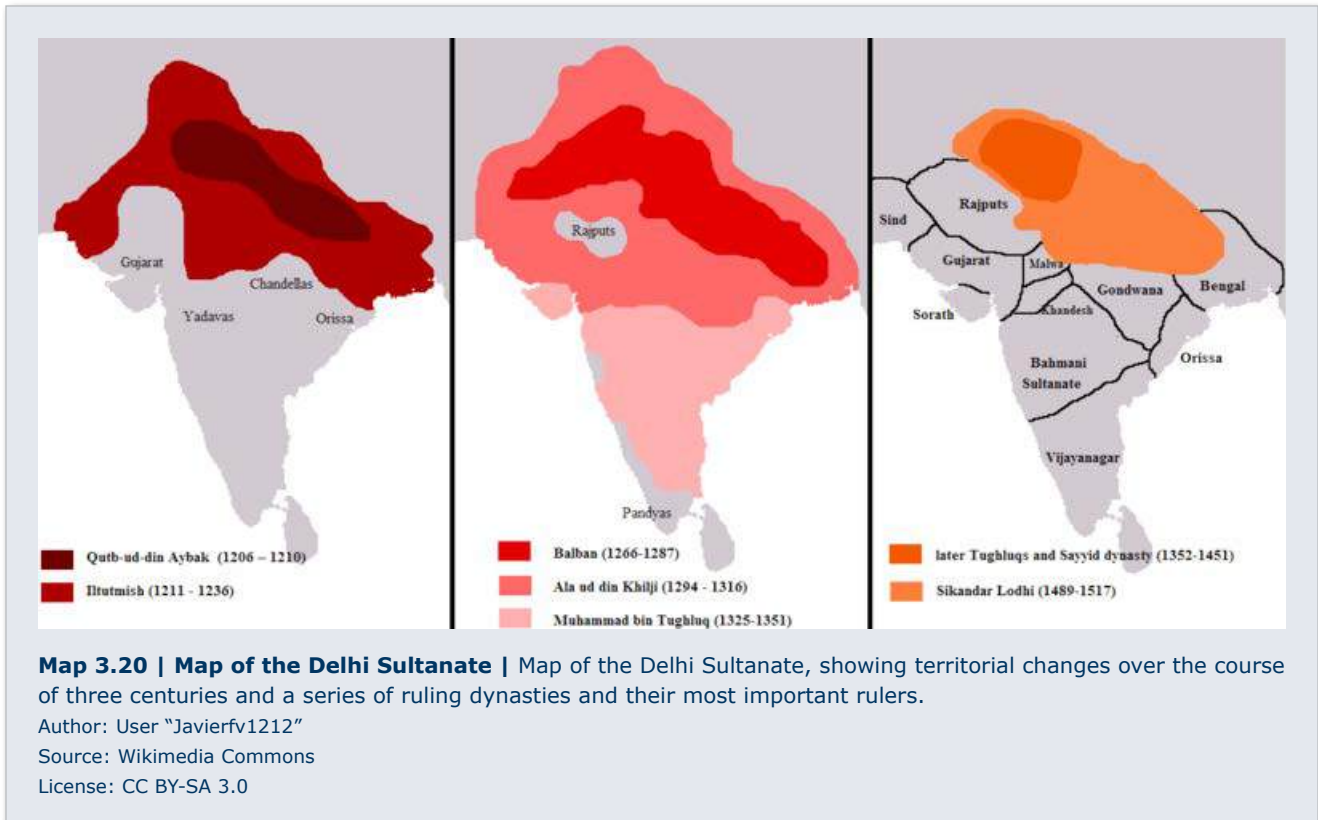 Gujarat
Chandellas
Yadavas
Orissa
Qutb-ud-din Aybak (1206 – 1210)
Iltutmish (1211 - 1236)
Rajputs
Pandyas
Balban (1266-1287)
Ala ud din Khilji (1294 - 1316)
Muhammad bin Tughluq (1325-1351)
Rajputs
Sind
Gujarat
Malwa
Gondwana
Bengal
Sorath
Khandesh
Orissa
Bahmani
Sultanate
Vijayanagar
later Tughluqs and Sayyid dynasty (1352-1451)
Sikandar Lodhi (1489-1517)
Map 3.20 | Map of the Delhi Sultanate | Map of the Delhi Sultanate, showing territorial changes over the course
of three centuries and a series of ruling dynasties and their most important rulers.
Author: User “Javierfv1212”
Source: Wikimedia Commons
License: CC BY-SA 3.0